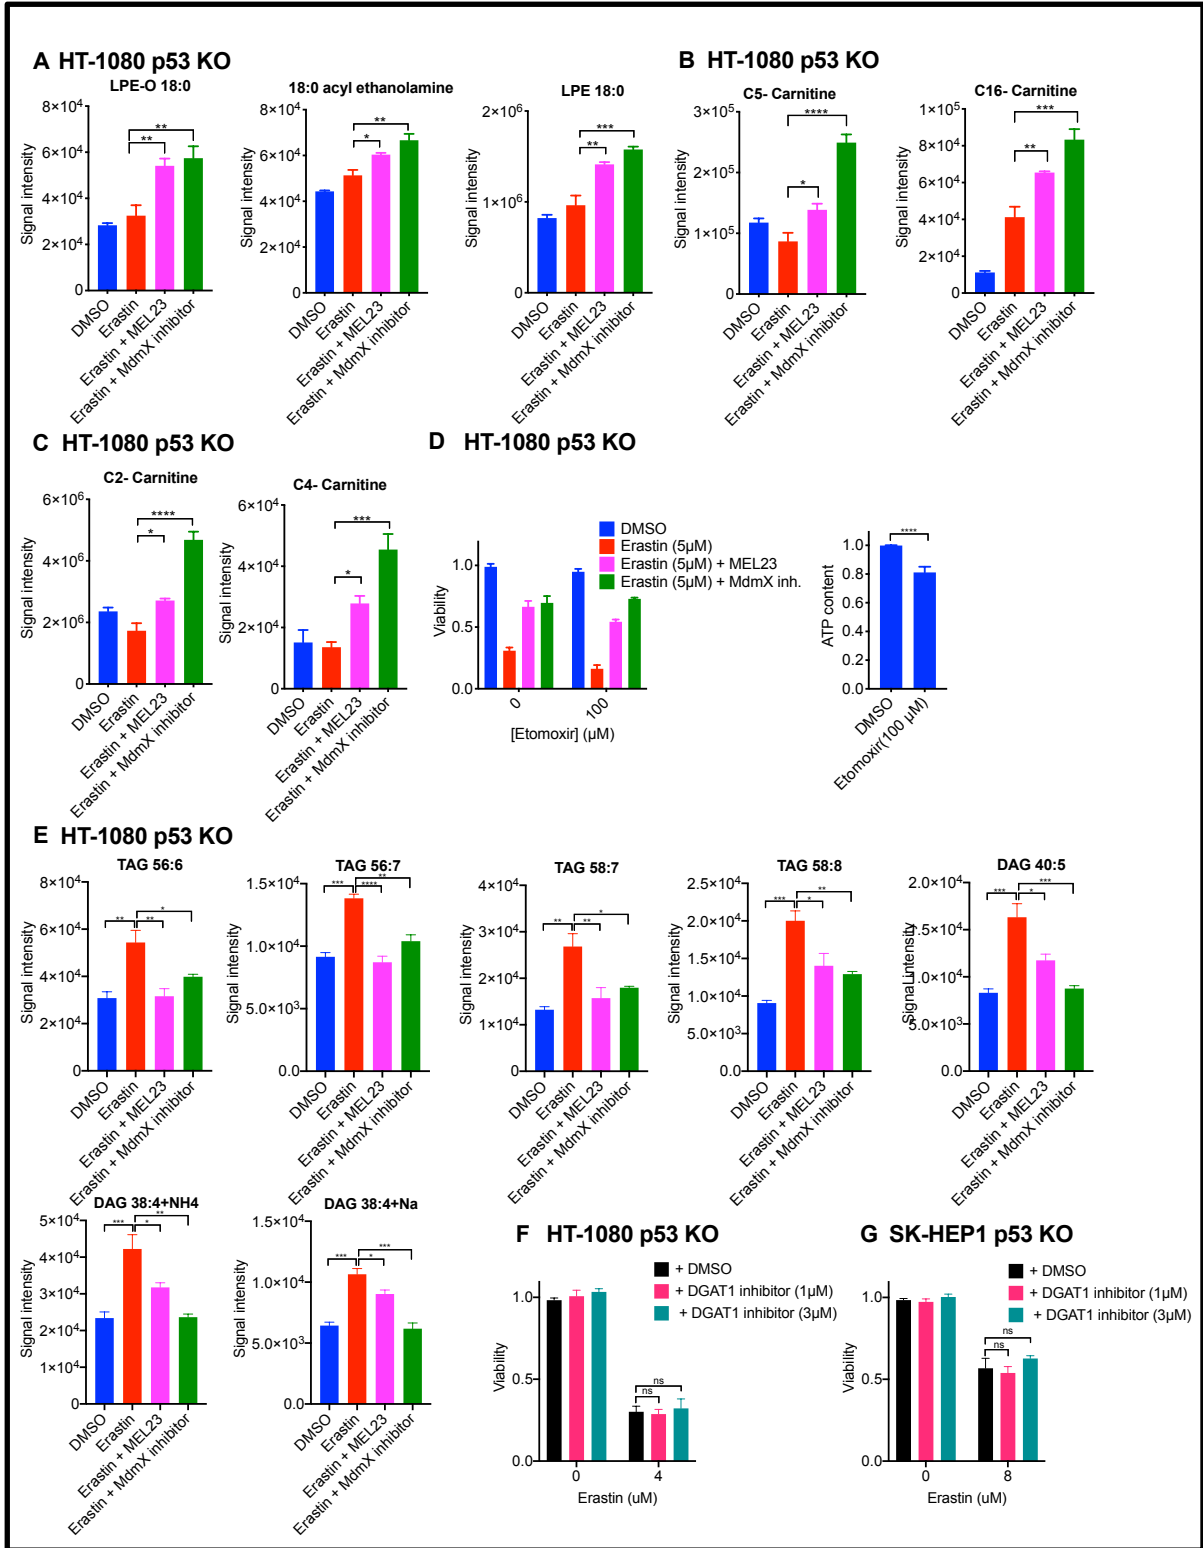 A HT-1080 p53 KO
LPE-O 18:0
Signal intensity
8×10⁴
6×10⁴
4×10⁴
2×10⁴
0
**
**
DMSO
Erastin
Erastin + MEL23
Erastin + MdmX inhibitor
18:0 acyl ethanolamine
Signal intensity
8×10⁴
6×10⁴
4×10⁴
2×10⁴
0
**
*
DMSO
Erastin
Erastin + MEL23
Erastin + MdmX inhibitor
LPE 18:0
Signal intensity
2×10⁶
1×10⁶
0
***
**
DMSO
Erastin
Erastin + MEL23
Erastin + MdmX inhibitor
B HT-1080 p53 KO
C5- Carnitine
Signal intensity
3×10⁵
2×10⁵
1×10⁵
0
****
*
DMSO
Erastin
Erastin + MEL23
Erastin + MdmX inhibitor
C16- Carnitine
Signal intensity
1×10⁵
8×10⁴
6×10⁴
4×10⁴
2×10⁴
0
***
**
DMSO
Erastin
Erastin + MEL23
Erastin + MdmX inhibitor
C HT-1080 p53 KO
C2- Carnitine
Signal intensity
6×10⁶
4×10⁶
2×10⁶
0
****
*
DMSO
Erastin
Erastin + MEL23
Erastin + MdmX inhibitor
C4- Carnitine
Signal intensity
6×10⁴
4×10⁴
2×10⁴
0
***
*
DMSO
Erastin
Erastin + MEL23
Erastin + MdmX inhibitor
D HT-1080 p53 KO
DMSO
Erastin (5µM)
Erastin (5µM) + MEL23
Erastin (5µM) + MdmX inh.
Viability
1.0
0.5
0.0
0
100
[Etomoxir] (µM)
ATP content
1.0
0.8
0.6
0.4
0.2
0.0
****
DMSO
Etomoxir(100 µM)
E HT-1080 p53 KO
TAG 56:6
Signal intensity
8×10⁴
6×10⁴
4×10⁴
2×10⁴
0
*
** **
DMSO
Erastin
Erastin + MEL23
Erastin + MdmX inhibitor
TAG 56:7
Signal intensity
1.5×10⁴
1.0×10⁴
5.0×10³
0.0
**
*** ****
DMSO
Erastin
Erastin + MEL23
Erastin + MdmX inhibitor
TAG 58:7
Signal intensity
4×10⁴
3×10⁴
2×10⁴
1×10⁴
0
*
** **
DMSO
Erastin
Erastin + MEL23
Erastin + MdmX inhibitor
TAG 58:8
Signal intensity
2.5×10⁴
2.0×10⁴
1.5×10⁴
1.0×10⁴
5.0×10³
0.0
**
*** *
DMSO
Erastin
Erastin + MEL23
Erastin + MdmX inhibitor
DAG 40:5
Signal intensity
2.0×10⁴
1.5×10⁴
1.0×10⁴
5.0×10³
0.0
***
*** *
DMSO
Erastin
Erastin + MEL23
Erastin + MdmX inhibitor
DAG 38:4+NH4
Signal intensity
5×10⁴
4×10⁴
3×10⁴
2×10⁴
1×10⁴
0
**
*** *
DMSO
Erastin
Erastin + MEL23
Erastin + MdmX inhibitor
DAG 38:4+Na
Signal intensity
1.5×10⁴
1.0×10⁴
5.0×10³
0.0
***
*** *
DMSO
Erastin
Erastin + MEL23
Erastin + MdmX inhibitor
F HT-1080 p53 KO
+ DMSO
+ DGAT1 inhibitor (1µM)
+ DGAT1 inhibitor (3µM)
Viability
1.0
0.5
0.0
ns
ns
0
4
Erastin (uM)
G SK-HEP1 p53 KO
+ DMSO
+ DGAT1 inhibitor (1µM)
+ DGAT1 inhibitor (3µM)
Viability
1.0
0.5
0.0
ns
ns
0
8
Erastin (uM)